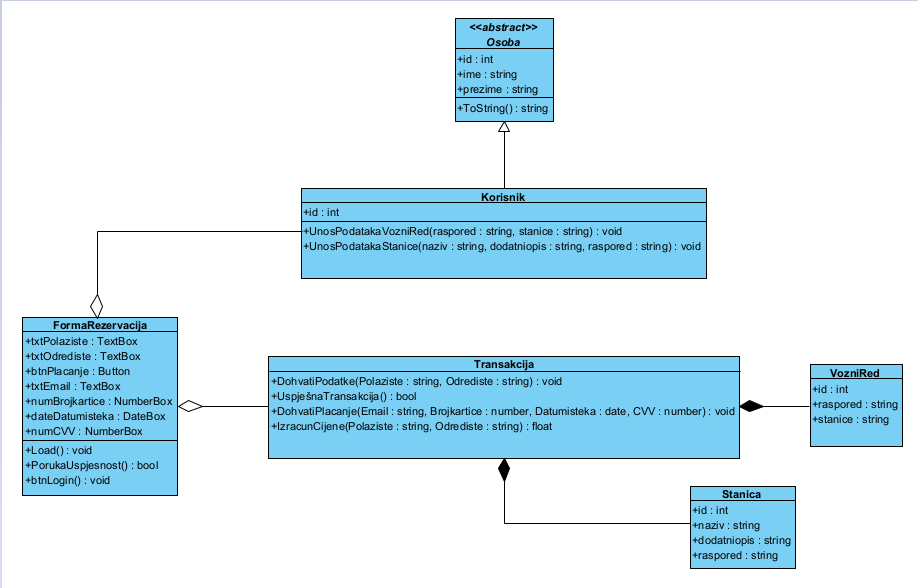 <<abstract>>
Osoba
+id : int
+ime : string
+prezime : string
+ToString() : string
Korisnik
+id : int
+UnosPodatakaVozniRed(raspored : string, stanice : string) : void
+UnosPodatakaStanice(naziv : string, dodatniopis : string, raspored : string) : void
FormaRezervacija
+txtPolaziste : TextBox
+txtOdrediste : TextBox
+btnPlacanje : Button
+txtEmail : TextBox
+numBrojkartice : NumberBox
+dateDatumisteka : DateBox
+numCVV : NumberBox
+Load() : void
+PorukaUspjesnost() : bool
+btnLogin() : void
Transakcija
+DohvatiPodatke(Polaziste : string, Odrediste : string) : void
+UspješnaTransakcija() : bool
+DohvatiPlacanje(Email : string, Brojkartice : number, Datumisteka : date, CVV : number) : void
+IzracunCijene(Polaziste : string, Odrediste : string) : float
VozniRed
+id : int
+raspored : string
+stanice : string
Stanica
+id : int
+naziv : string
+dodatniopis : string
+raspored : string